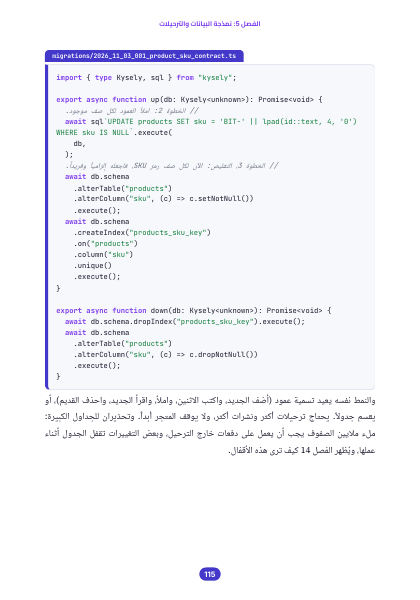 الفصل 5: نمذجة البيانات والترحيلات
migrations/2026_11_03_001_product_sku_contract.ts
import { type Kysely, sql } from "kysely";
export async function up(db: Kysely<unknown>): Promise<void> {
// الخطوة 2: املأ العمود لكل صف موجود.
await sql`UPDATE products SET sku = 'BIT-' || lpad(id::text, 4, '0')
WHERE sku IS NULL`.execute(
db,
);
// الخطوة 3، التقليص: الآن لكل صف رمز SKU، فاجعله إلزامياً وفريداً.
await db.schema
.alterTable("products")
.alterColumn("sku", (c) => c.setNotNull())
.execute();
await db.schema
.createIndex("products_sku_key")
.on("products")
.column("sku")
.unique()
.execute();
}
export async function down(db: Kysely<unknown>): Promise<void> {
await db.schema.dropIndex("products_sku_key").execute();
await db.schema
.alterTable("products")
.alterColumn("sku", (c) => c.dropNotNull())
.execute();
}
والنمط نفسه يعيد تسمية عمود (أضف الجديد، واكتب الاثنين، واملأ، واقرأ الجديد، واحذف القديم)، أو
يقسم جدولاً. يحتاج ترحيلات أكثر ونشرات أكثر، ولا يوقف المتجر أبداً. وتحذيران للجداول الكبيرة:
ملء ملايين الصفوف يجب أن يعمل على دفعات خارج الترحيل، وبعض التغييرات تقفل الجدول أثناء
عملها، ويُظهر الفصل 14 كيف ترى هذه الأقفال.
115